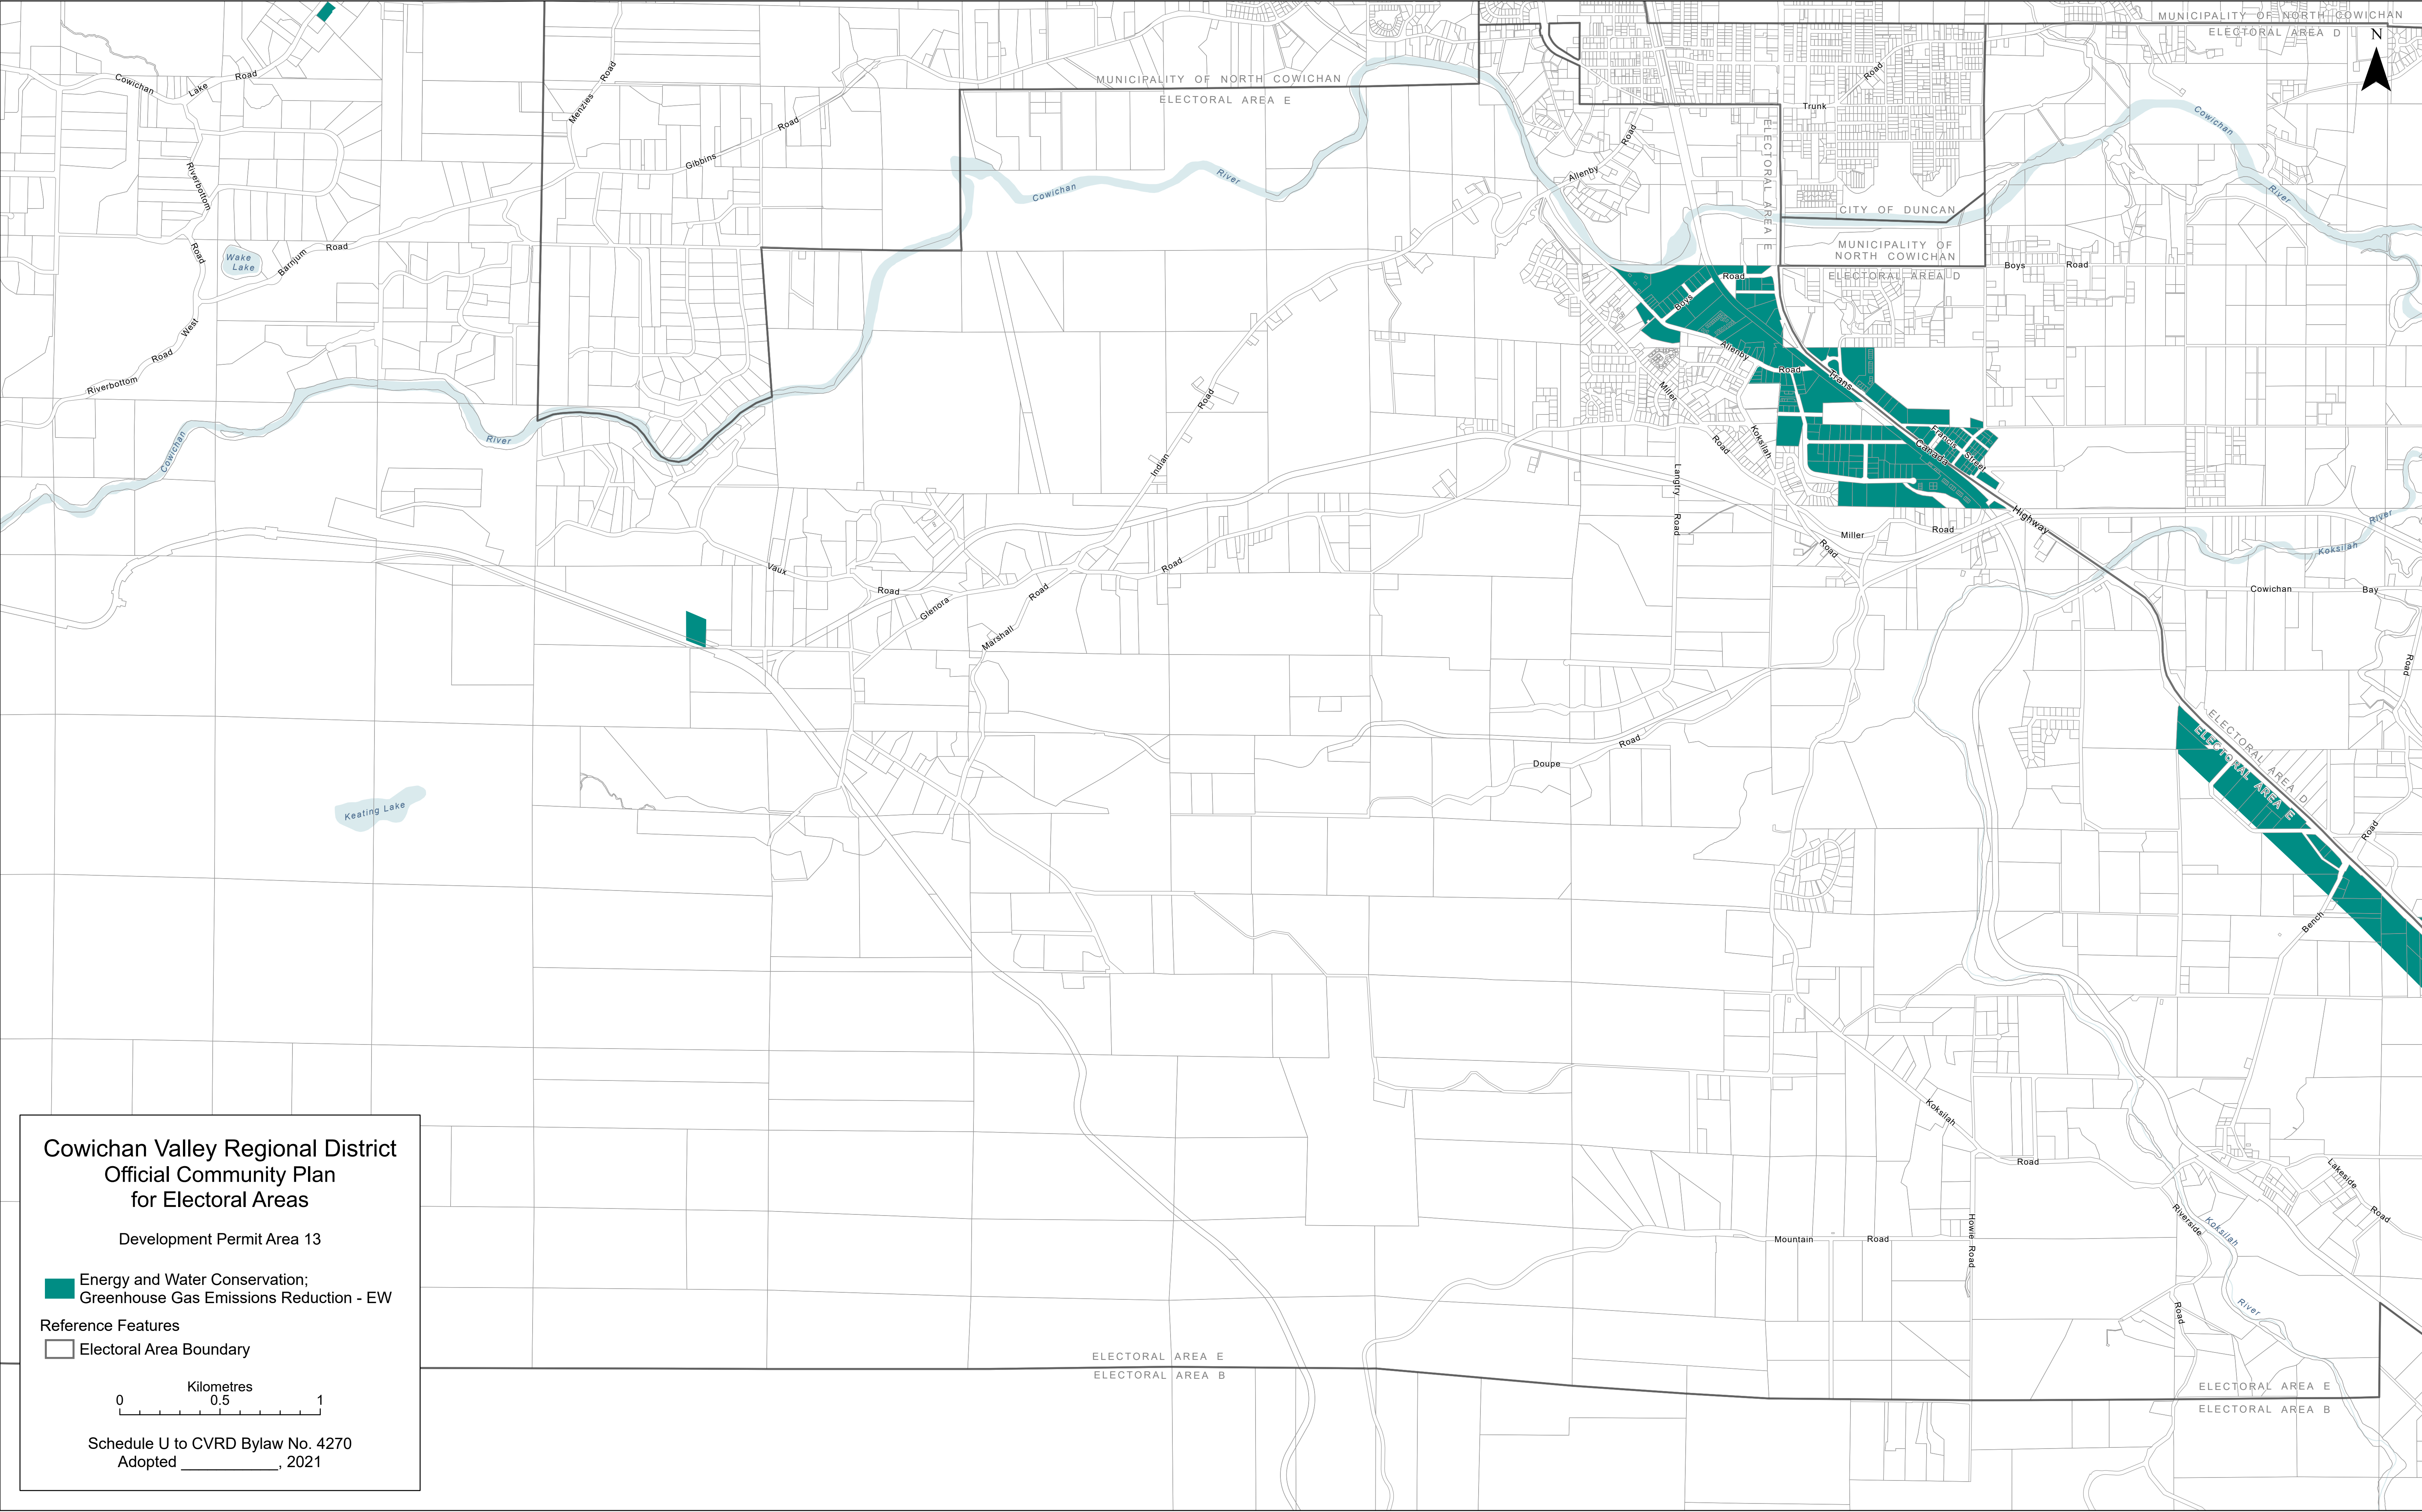 MUNICIPALITY OF NORTH COWICHAN
ELECTORAL AREA D
N
Cowichan
Lake
Road
Menzies
Road
MUNICIPALITY OF NORTH COWICHAN
ELECTORAL AREA E
Gibbins
Road
Road
Trunk
Cowichan
River
Allenby
Road
ELECTORAL AREA E
Riverbottom
Road
West
Road
Riverbottom
Wake
Lake
Barnjum
Road
Cowichan
River
CITY OF DUNCAN
MUNICIPALITY OF
NORTH COWICHAN
ELECTORAL AREA D
Boys
Road
Boys
Road
Allenby
Road
Trans
Canada
Highway
Francis
Street
Miller
Road
Koksilah
Road
Langtry
Road
Miller
Road
Indian
Road
Cowichan
River
Vaux
Road
Glenora
Road
Marshall
Road
Koksilah
River
Cowichan
Bay
Road
Doupe
Road
Keating Lake
ELECTORAL AREA D
ELECTORAL AREA E
Road
Bench
Koksilah
Road
Howie Road
Mountain
Road
Lakeside
Road
Riverside
Road
Koksilah
River
ELECTORAL AREA E
ELECTORAL AREA B
ELECTORAL AREA E
ELECTORAL AREA B
Cowichan Valley Regional District
Official Community Plan
for Electoral Areas
Development Permit Area 13
Energy and Water Conservation;
Greenhouse Gas Emissions Reduction - EW
Reference Features
Electoral Area Boundary
Kilometres
0 0.5 1
Schedule U to CVRD Bylaw No. 4270
Adopted ___________, 2021